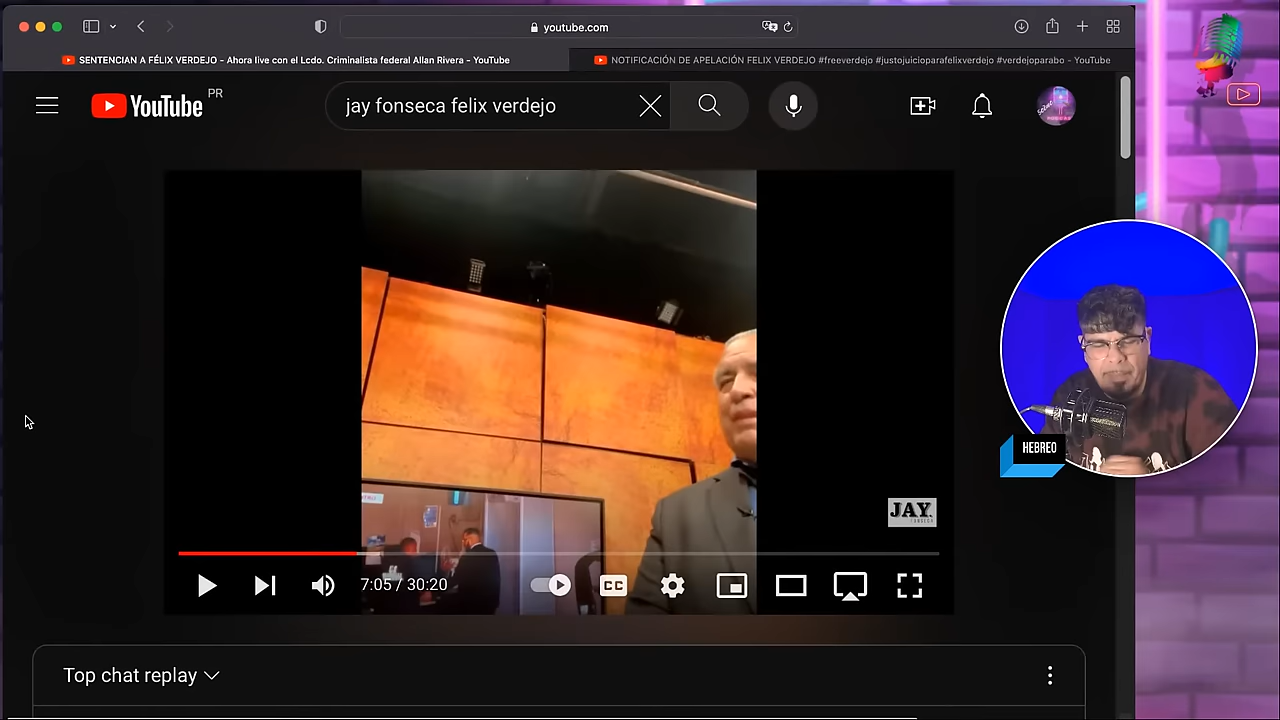 youtube.com
SENTENCIAN A FÉLIX VERDEJO - Ahora live con el Lcdo. Criminalista federal Allan Rivera - YouTube
NOTIFICACIÓN DE APELACIÓN FELIX VERDEJO #freeverdejo #justojuicioparafelixverdejo #verdejoparabo - YouTube
YouTube PR
jay fonseca felix verdejo
JAY
FONSECA
HEBREO
7:05 / 30:20
CC
Top chat replay